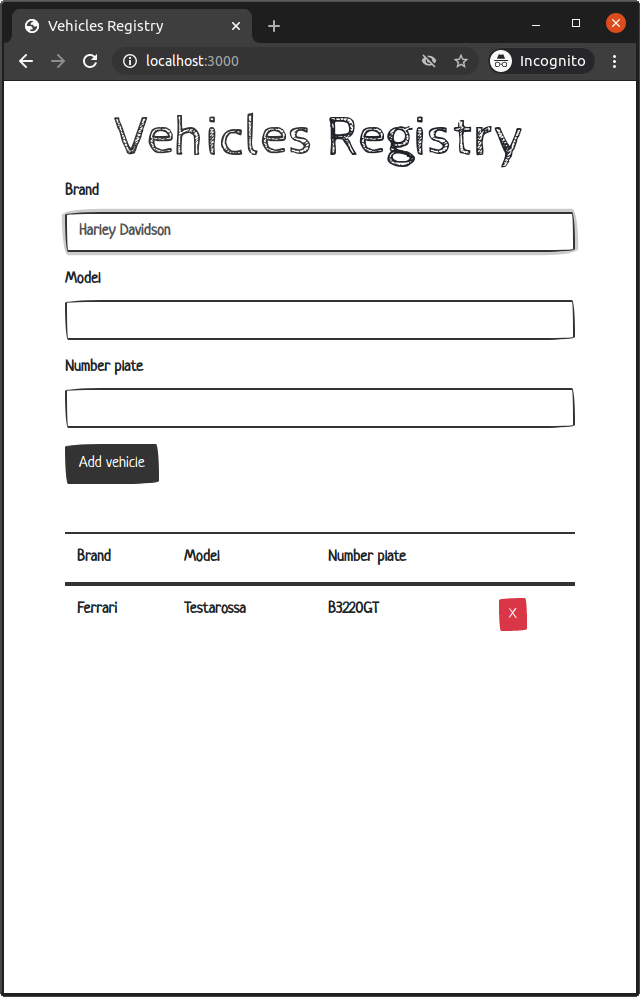 Vehicles Registry
localhost:3000
Incognito
Vehicles Registry
Brand
Harley Davidson
Model
Number plate
Add vehicle
Brand Model Number plate
Ferrari Testarossa B3220GT X